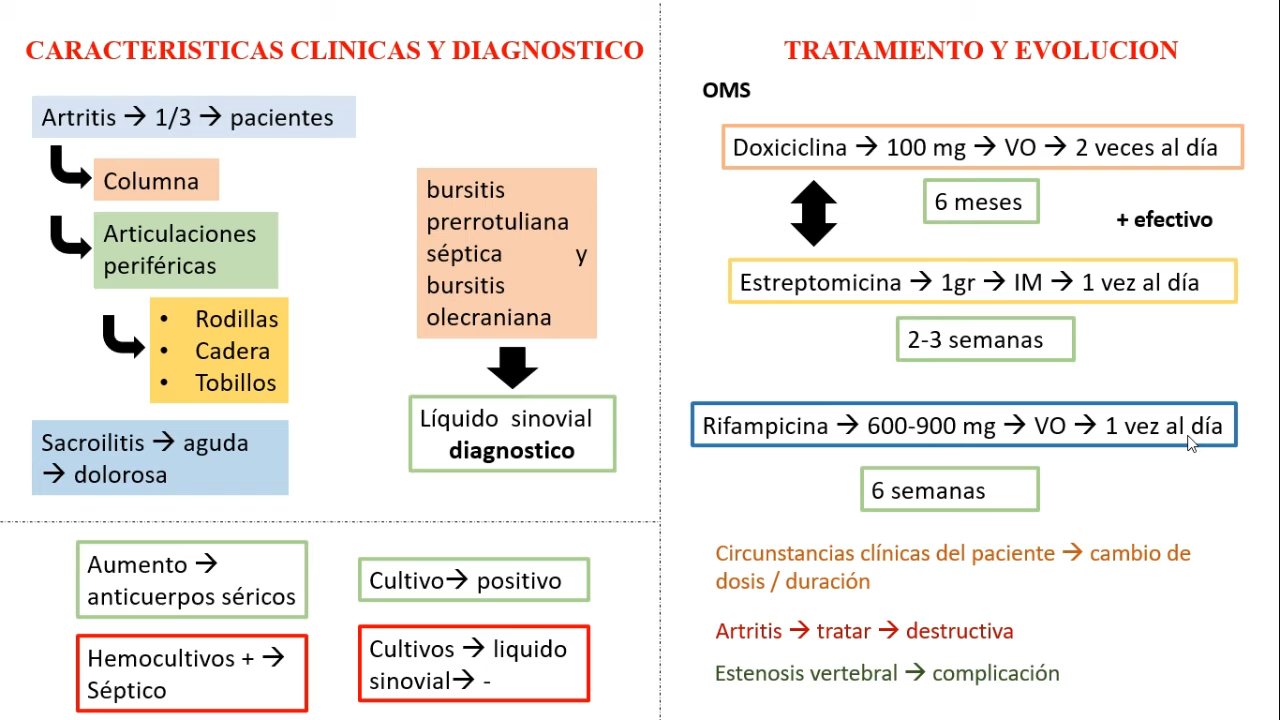 CARACTERISTICAS CLINICAS Y DIAGNOSTICO
Artritis → 1/3 → pacientes
Columna
Articulaciones
periféricas
• Rodillas
• Cadera
• Tobillos
Sacroilitis → aguda
→ dolorosa
bursitis
prerrotuliana
séptica y
bursitis
olecraniana
Líquido sinovial
diagnostico
Aumento →
anticuerpos séricos
Hemocultivos + →
Séptico
Cultivo→ positivo
Cultivos → liquido
sinovial→ -
TRATAMIENTO Y EVOLUCION
OMS
Doxiciclina → 100 mg → VO → 2 veces al día
6 meses
+ efectivo
Estreptomicina → 1gr → IM → 1 vez al día
2-3 semanas
Rifampicina → 600-900 mg → VO → 1 vez al día
6 semanas
Circunstancias clínicas del paciente → cambio de
dosis / duración
Artritis → tratar → destructiva
Estenosis vertebral → complicación